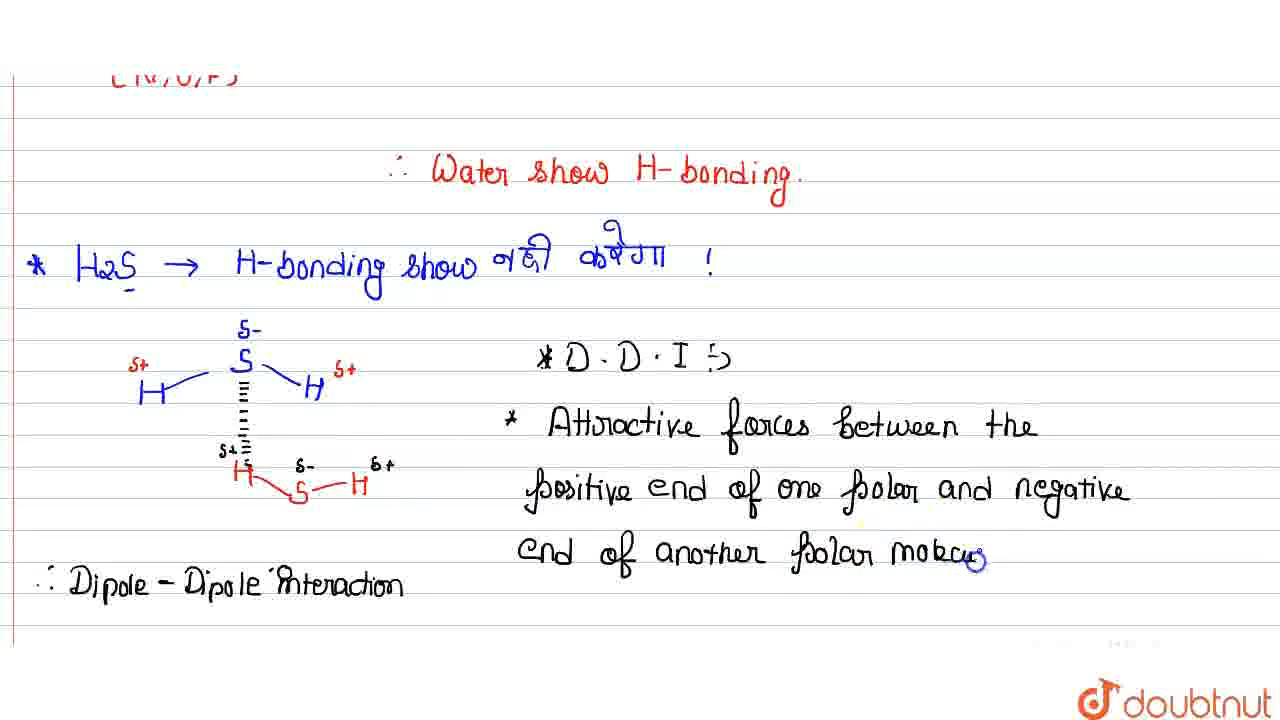 ∴ Water show H-bonding.
* H2S → H-bonding show नही करेगा !
δ-
δ+ S δ+
H H
δ+ δ- δ+
H S H
* D.D.I ⇒
* Attractive forces between the
positive end of one polar and negative
end of another polar molecu
∴ Dipole - Dipole Interaction
doubtnut